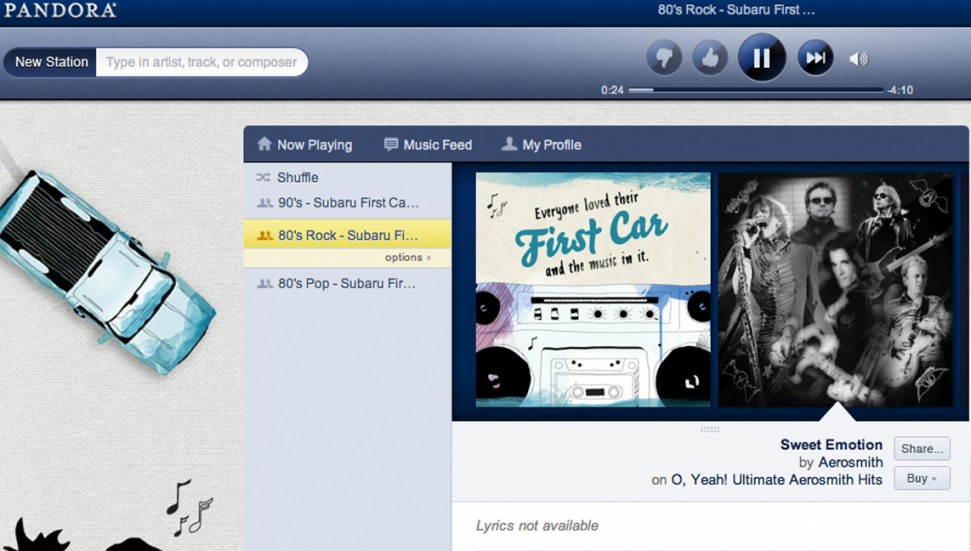 PANDORA
80's Rock - Subaru First ...
New Station
Type in artist, track, or composer
0:24
-4:10
Now Playing
Music Feed
My Profile
Shuffle
90's - Subaru First Ca...
80's Rock - Subaru Fi...
options
80's Pop - Subaru Fir...
Everyone loved their
First Car
and the music in it.
Sweet Emotion
by Aerosmith
on O, Yeah! Ultimate Aerosmith Hits
Share...
Buy
Lyrics not available